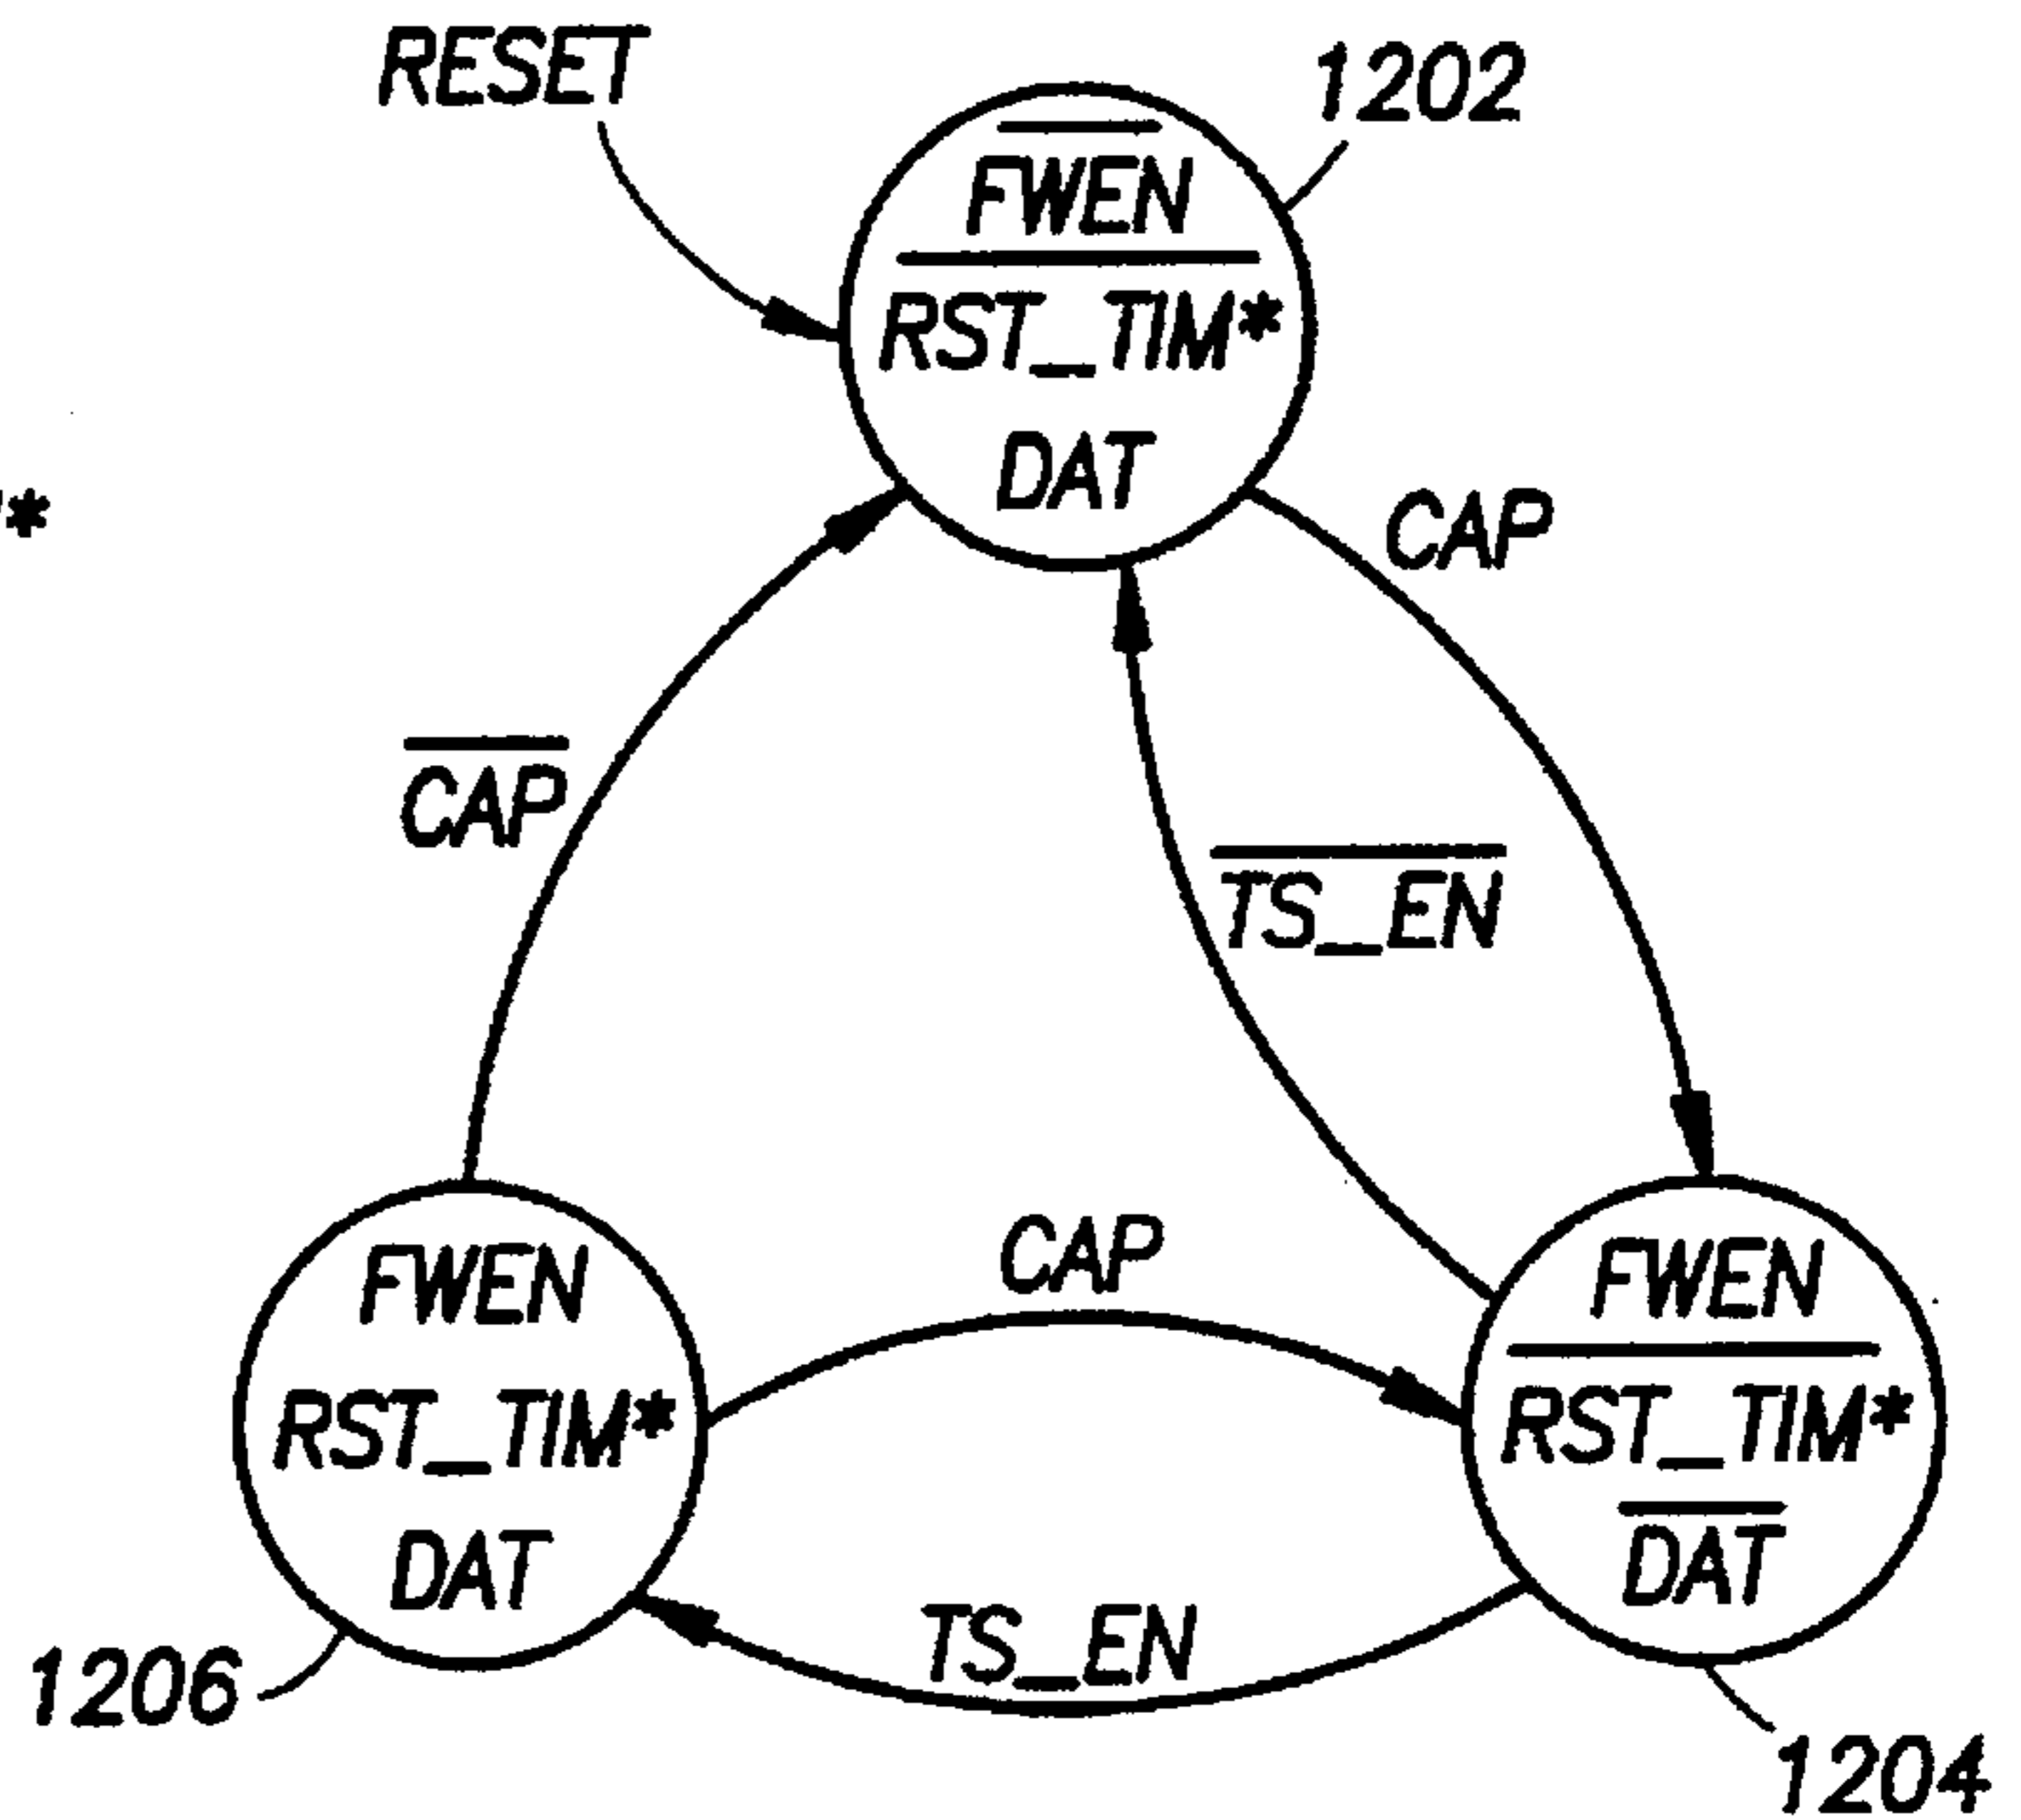 RESET
1202
FWEN
RST_TIM*
DAT
*
CAP
CAP
TS_EN
CAP
FWEN
RST_TIM*
DAT
FWEN
RST_TIM*
DAT
TS_EN
1206
1204